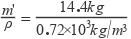 m'/ρ = 14.4kg / 0.72×10³kg/m³